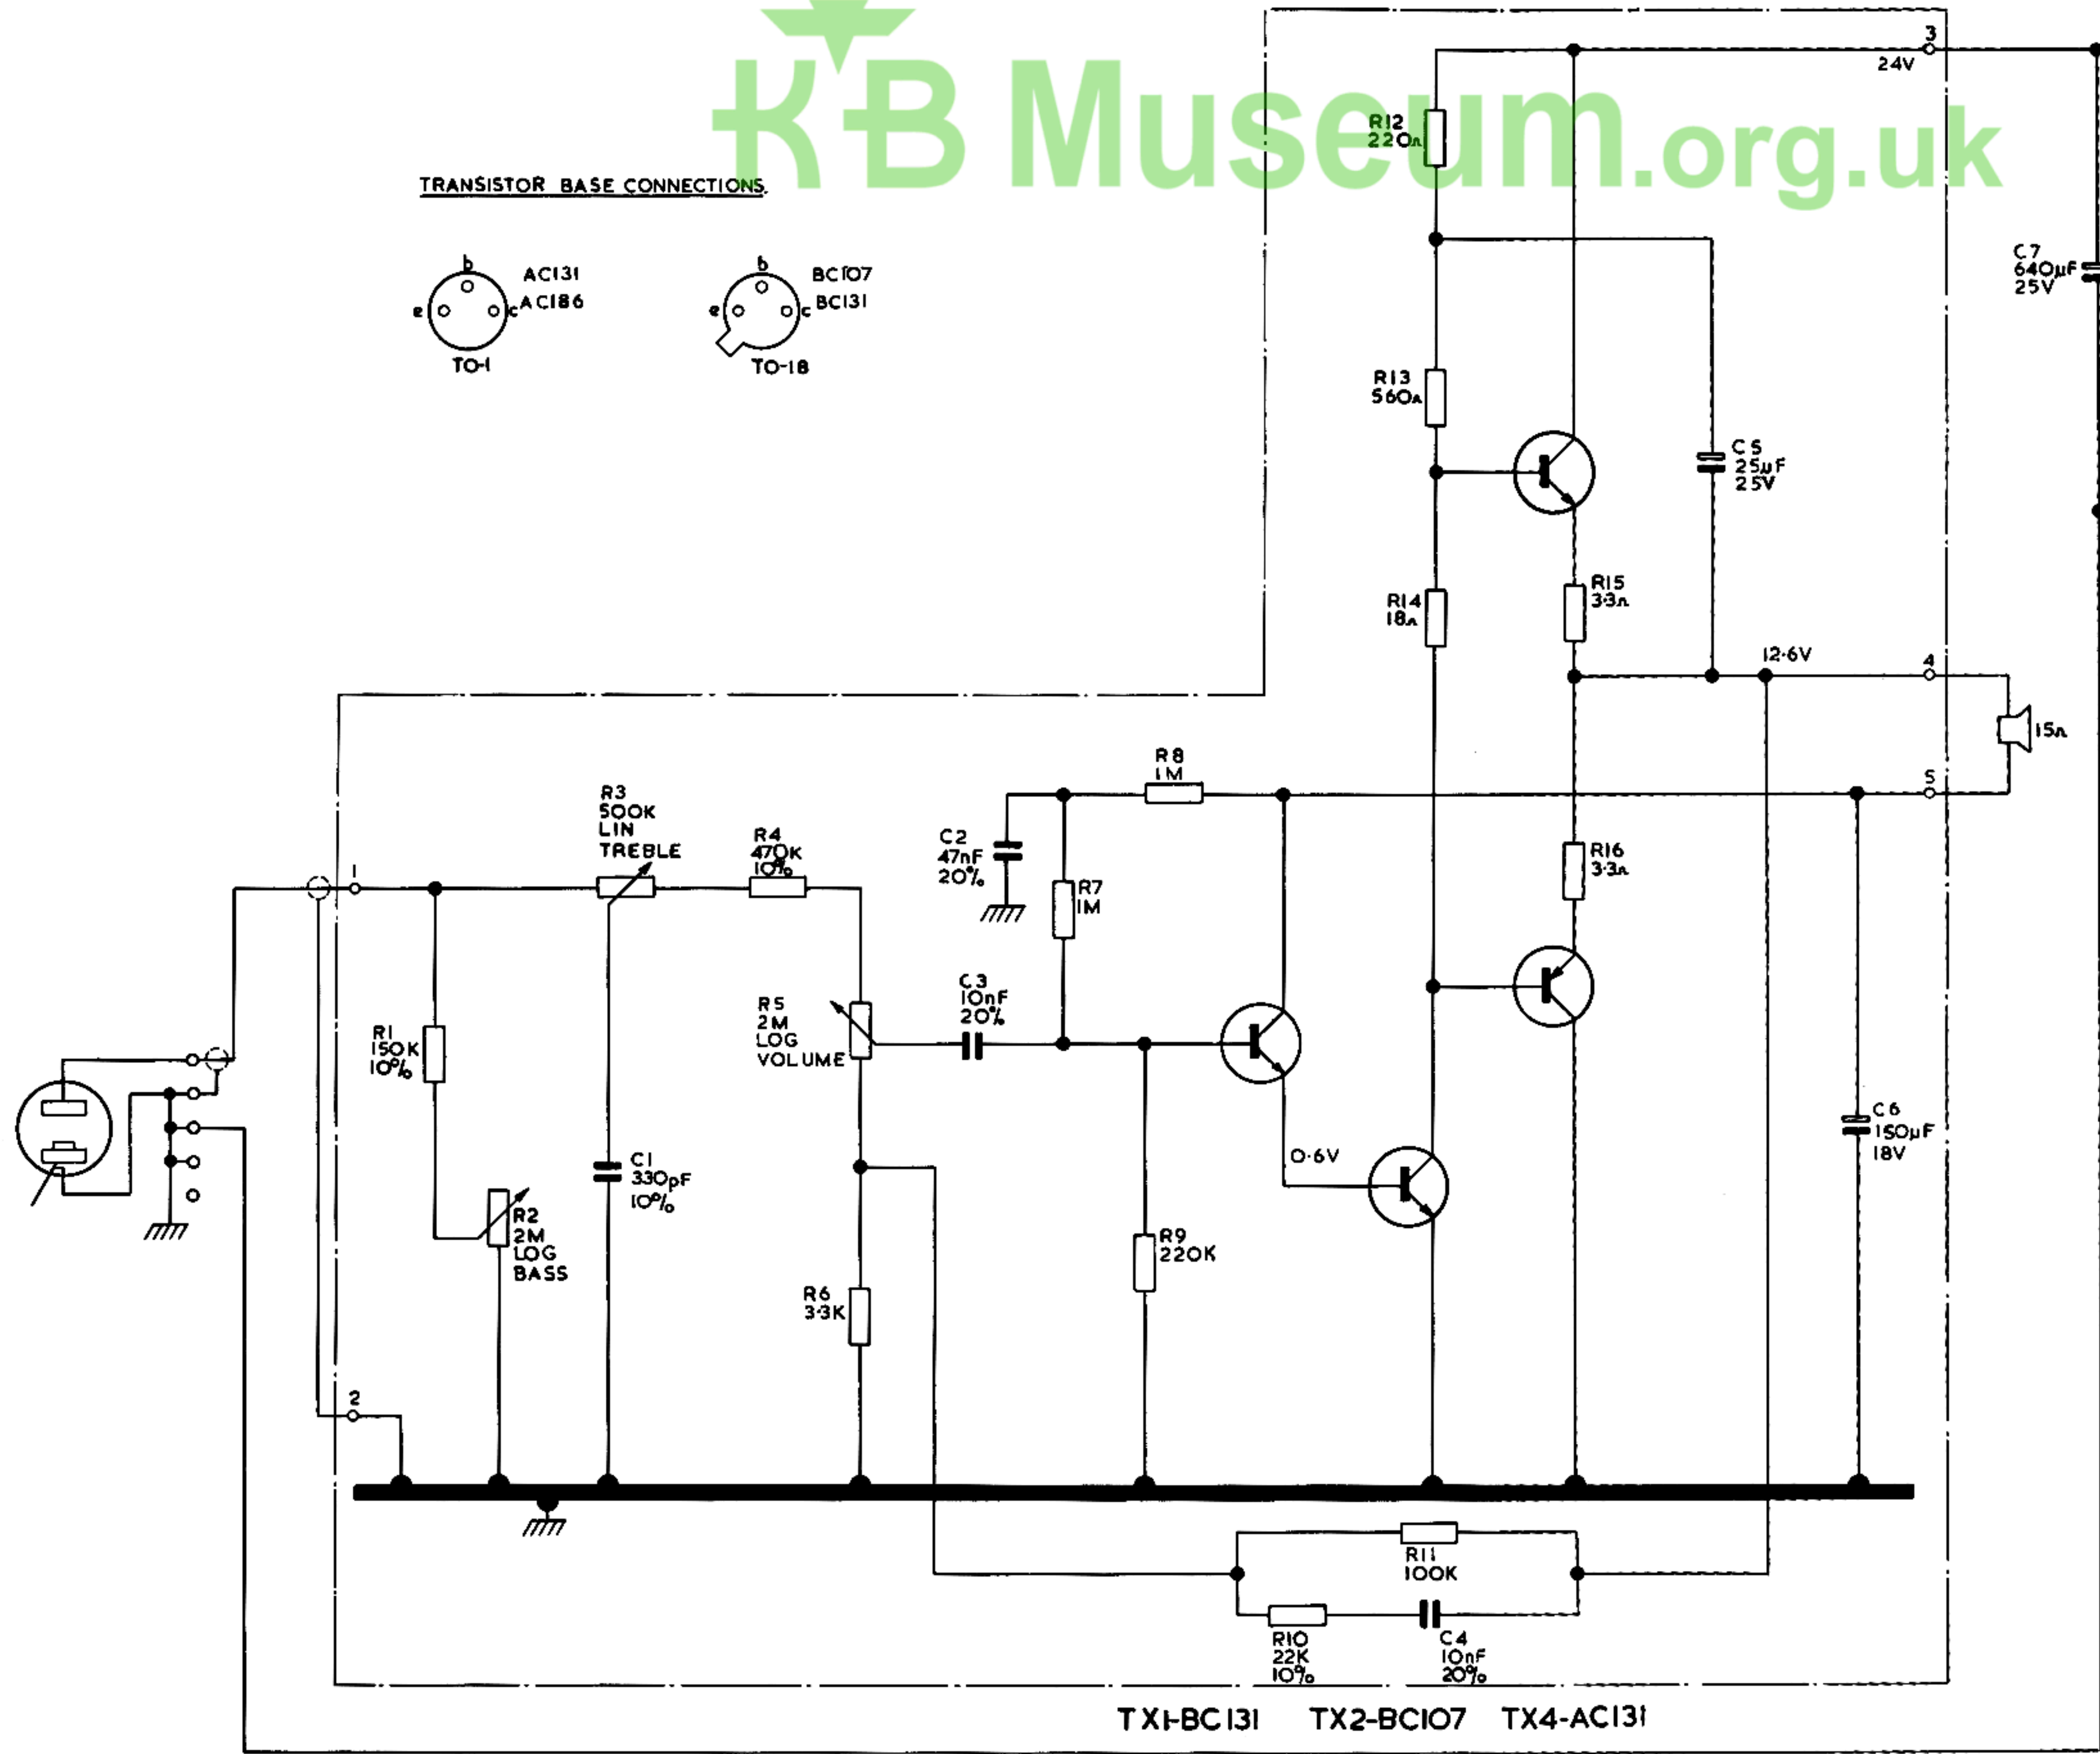 KB Museum.org.uk
TRANSISTOR BASE CONNECTIONS.
b
e
c
AC131
AC186
TO-1
b
e
c
BC107
BC131
TO-18
3
24V
R12
220Ω
C7
640µF
25V
R13
560Ω
C5
25µF
25V
R14
18Ω
R15
3·3Ω
12·6V
4
15Ω
5
R8
1M
R3
500K
LIN
TREBLE
R4
470K
10%
C2
47nF
20%
R7
1M
R16
3·3Ω
1
R1
150K
10%
R5
2M
LOG
VOLUME
C3
10nF
20%
C6
150µF
18V
0·6V
C1
330pF
10%
R2
2M
LOG
BASS
R9
220K
R6
3·3K
2
R11
100K
R10
22K
10%
C4
10nF
20%
TX1-BC131 TX2-BC107 TX4-AC131